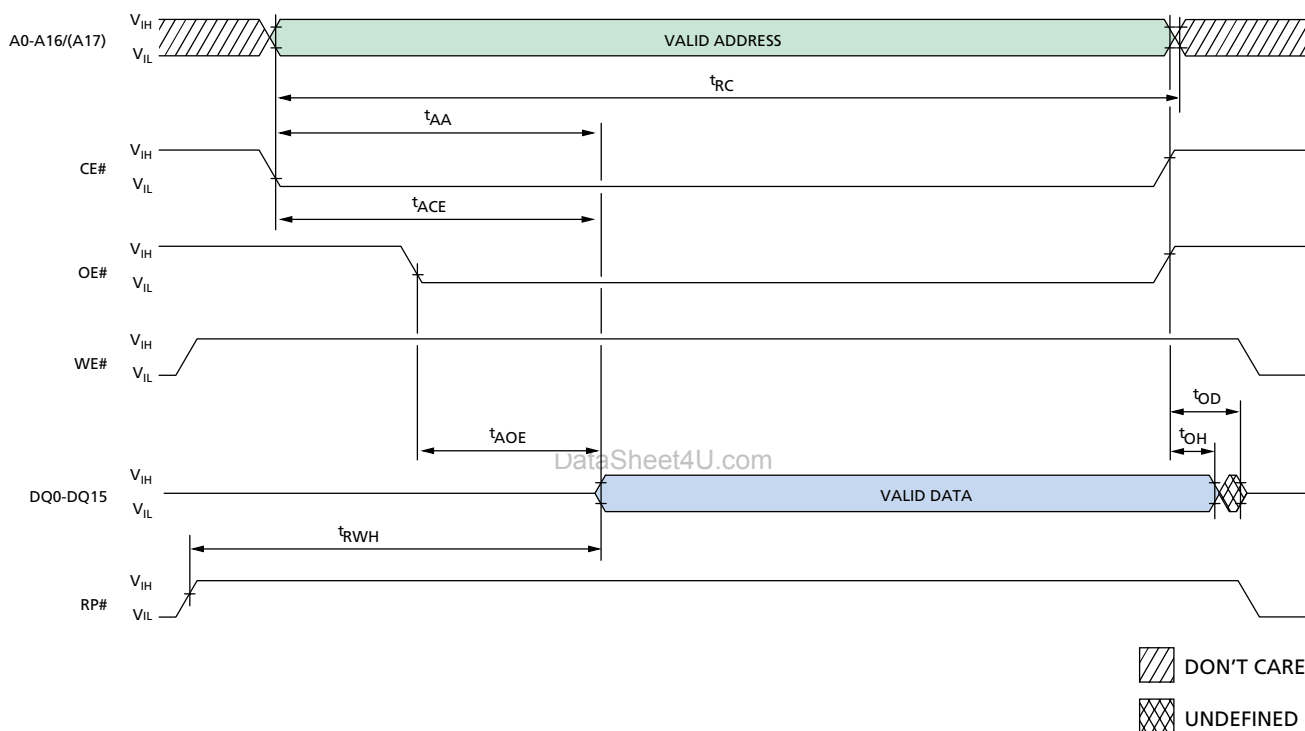 A0-A16/(A17)
VIH
VIL
VALID ADDRESS
tRC
tAA
CE#
VIH
VIL
tACE
OE#
VIH
VIL
WE#
VIH
VIL
tOD
tAOE
tOH
DataSheet4U.com
DQ0-DQ15
VIH
VIL
VALID DATA
tRWH
RP#
VIH
VIL
DON'T CARE
UNDEFINED